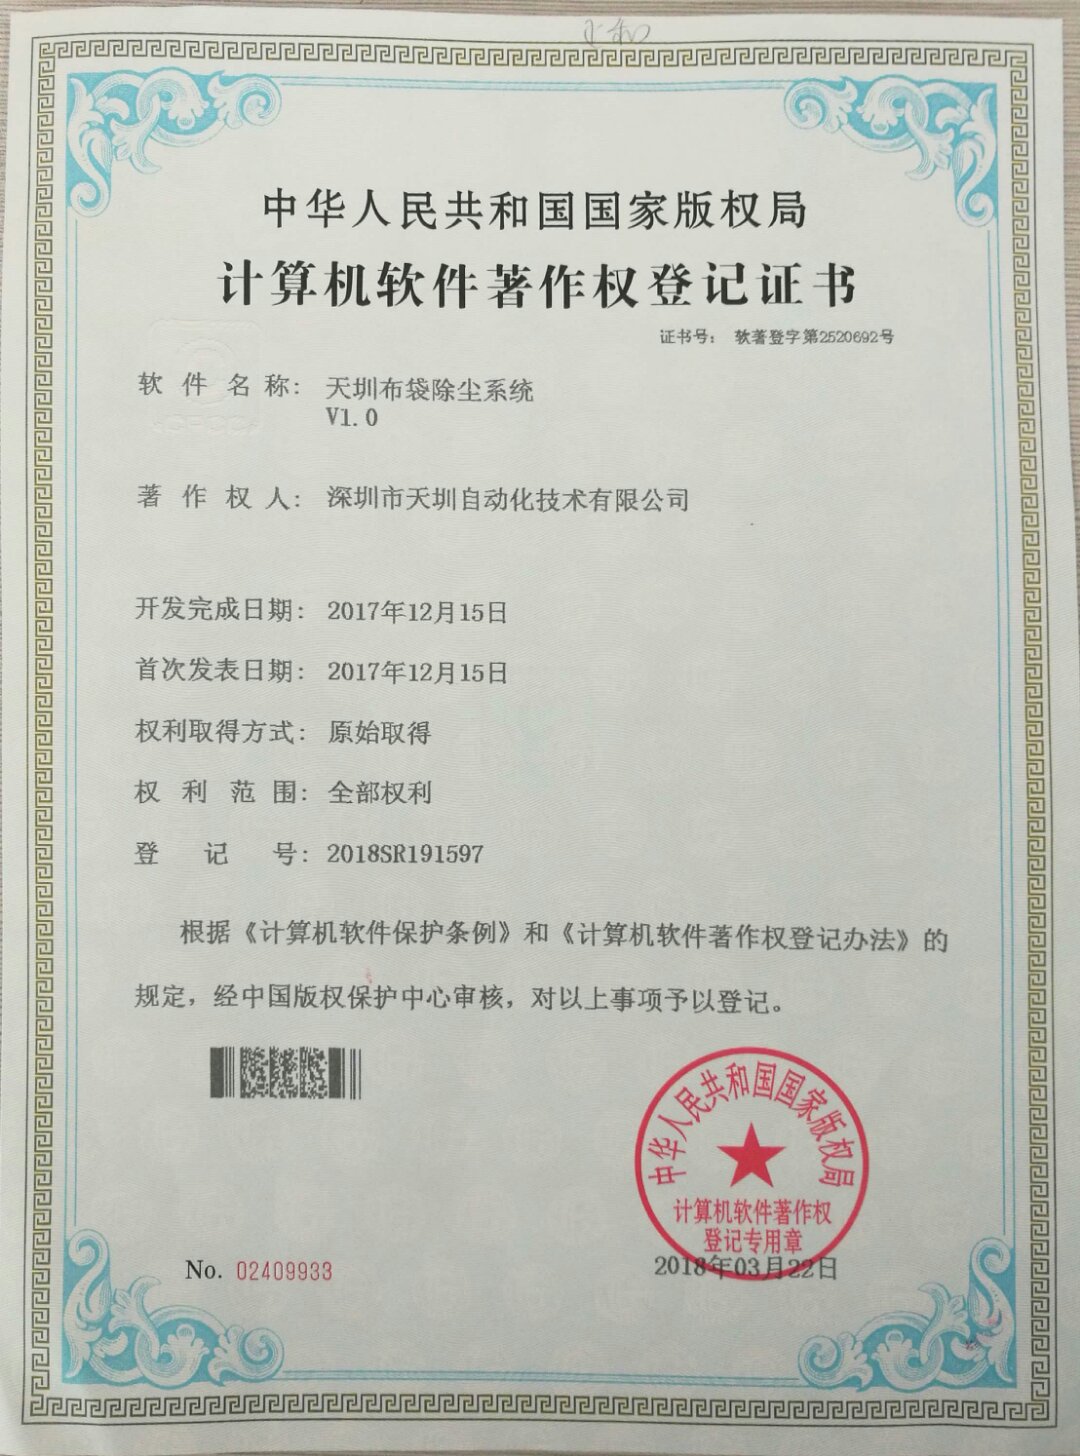 中华人民共和国国家版权局
计算机软件著作权登记证书
证书号： 软著登字第2520692号
软件名称： 天圳布袋除尘系统
V1.0
著作权人： 深圳市天圳自动化技术有限公司
开发完成日期： 2017年12月15日
首次发表日期： 2017年12月15日
权利取得方式： 原始取得
权利范围： 全部权利
登记号： 2018SR191597
根据《计算机软件保护条例》和《计算机软件著作权登记办法》的
规定，经中国版权保护中心审核，对以上事项予以登记。
中华人民共和国国家版权局
计算机软件著作权
登记专用章
No. 02409933
2018年03月22日